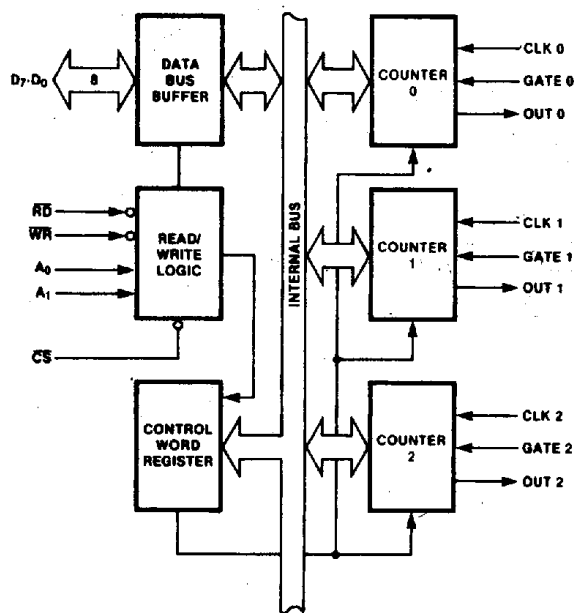 D7-D0
8
DATA
BUS
BUFFER
COUNTER
0
CLK 0
GATE 0
OUT 0
RD
WR
A0
A1
CS
READ/
WRITE
LOGIC
INTERNAL BUS
COUNTER
1
CLK 1
GATE 1
OUT 1
CONTROL
WORD
REGISTER
COUNTER
2
CLK 2
GATE 2
OUT 2